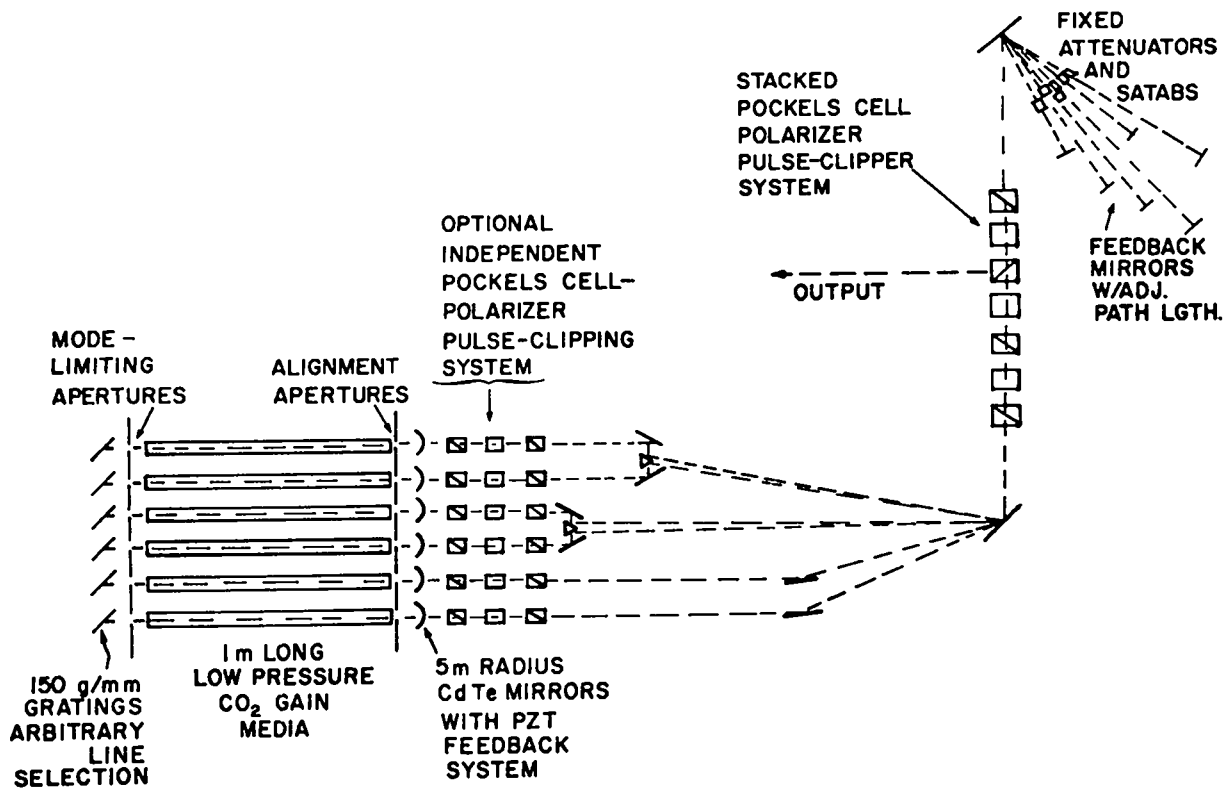 FIXED
ATTENUATORS
AND
SATABS
STACKED
POCKELS CELL
POLARIZER
PULSE-CLIPPER
SYSTEM
FEEDBACK
MIRRORS
W/ADJ.
PATH LGTH.
OUTPUT
OPTIONAL
INDEPENDENT
POCKELS CELL-
POLARIZER
PULSE-CLIPPING
SYSTEM
MODE-
LIMITING
APERTURES
ALIGNMENT
APERTURES
150 g/mm
GRATINGS
ARBITRARY
LINE
SELECTION
1m LONG
LOW PRESSURE
CO₂ GAIN
MEDIA
5m RADIUS
CdTe MIRRORS
WITH PZT
FEEDBACK
SYSTEM